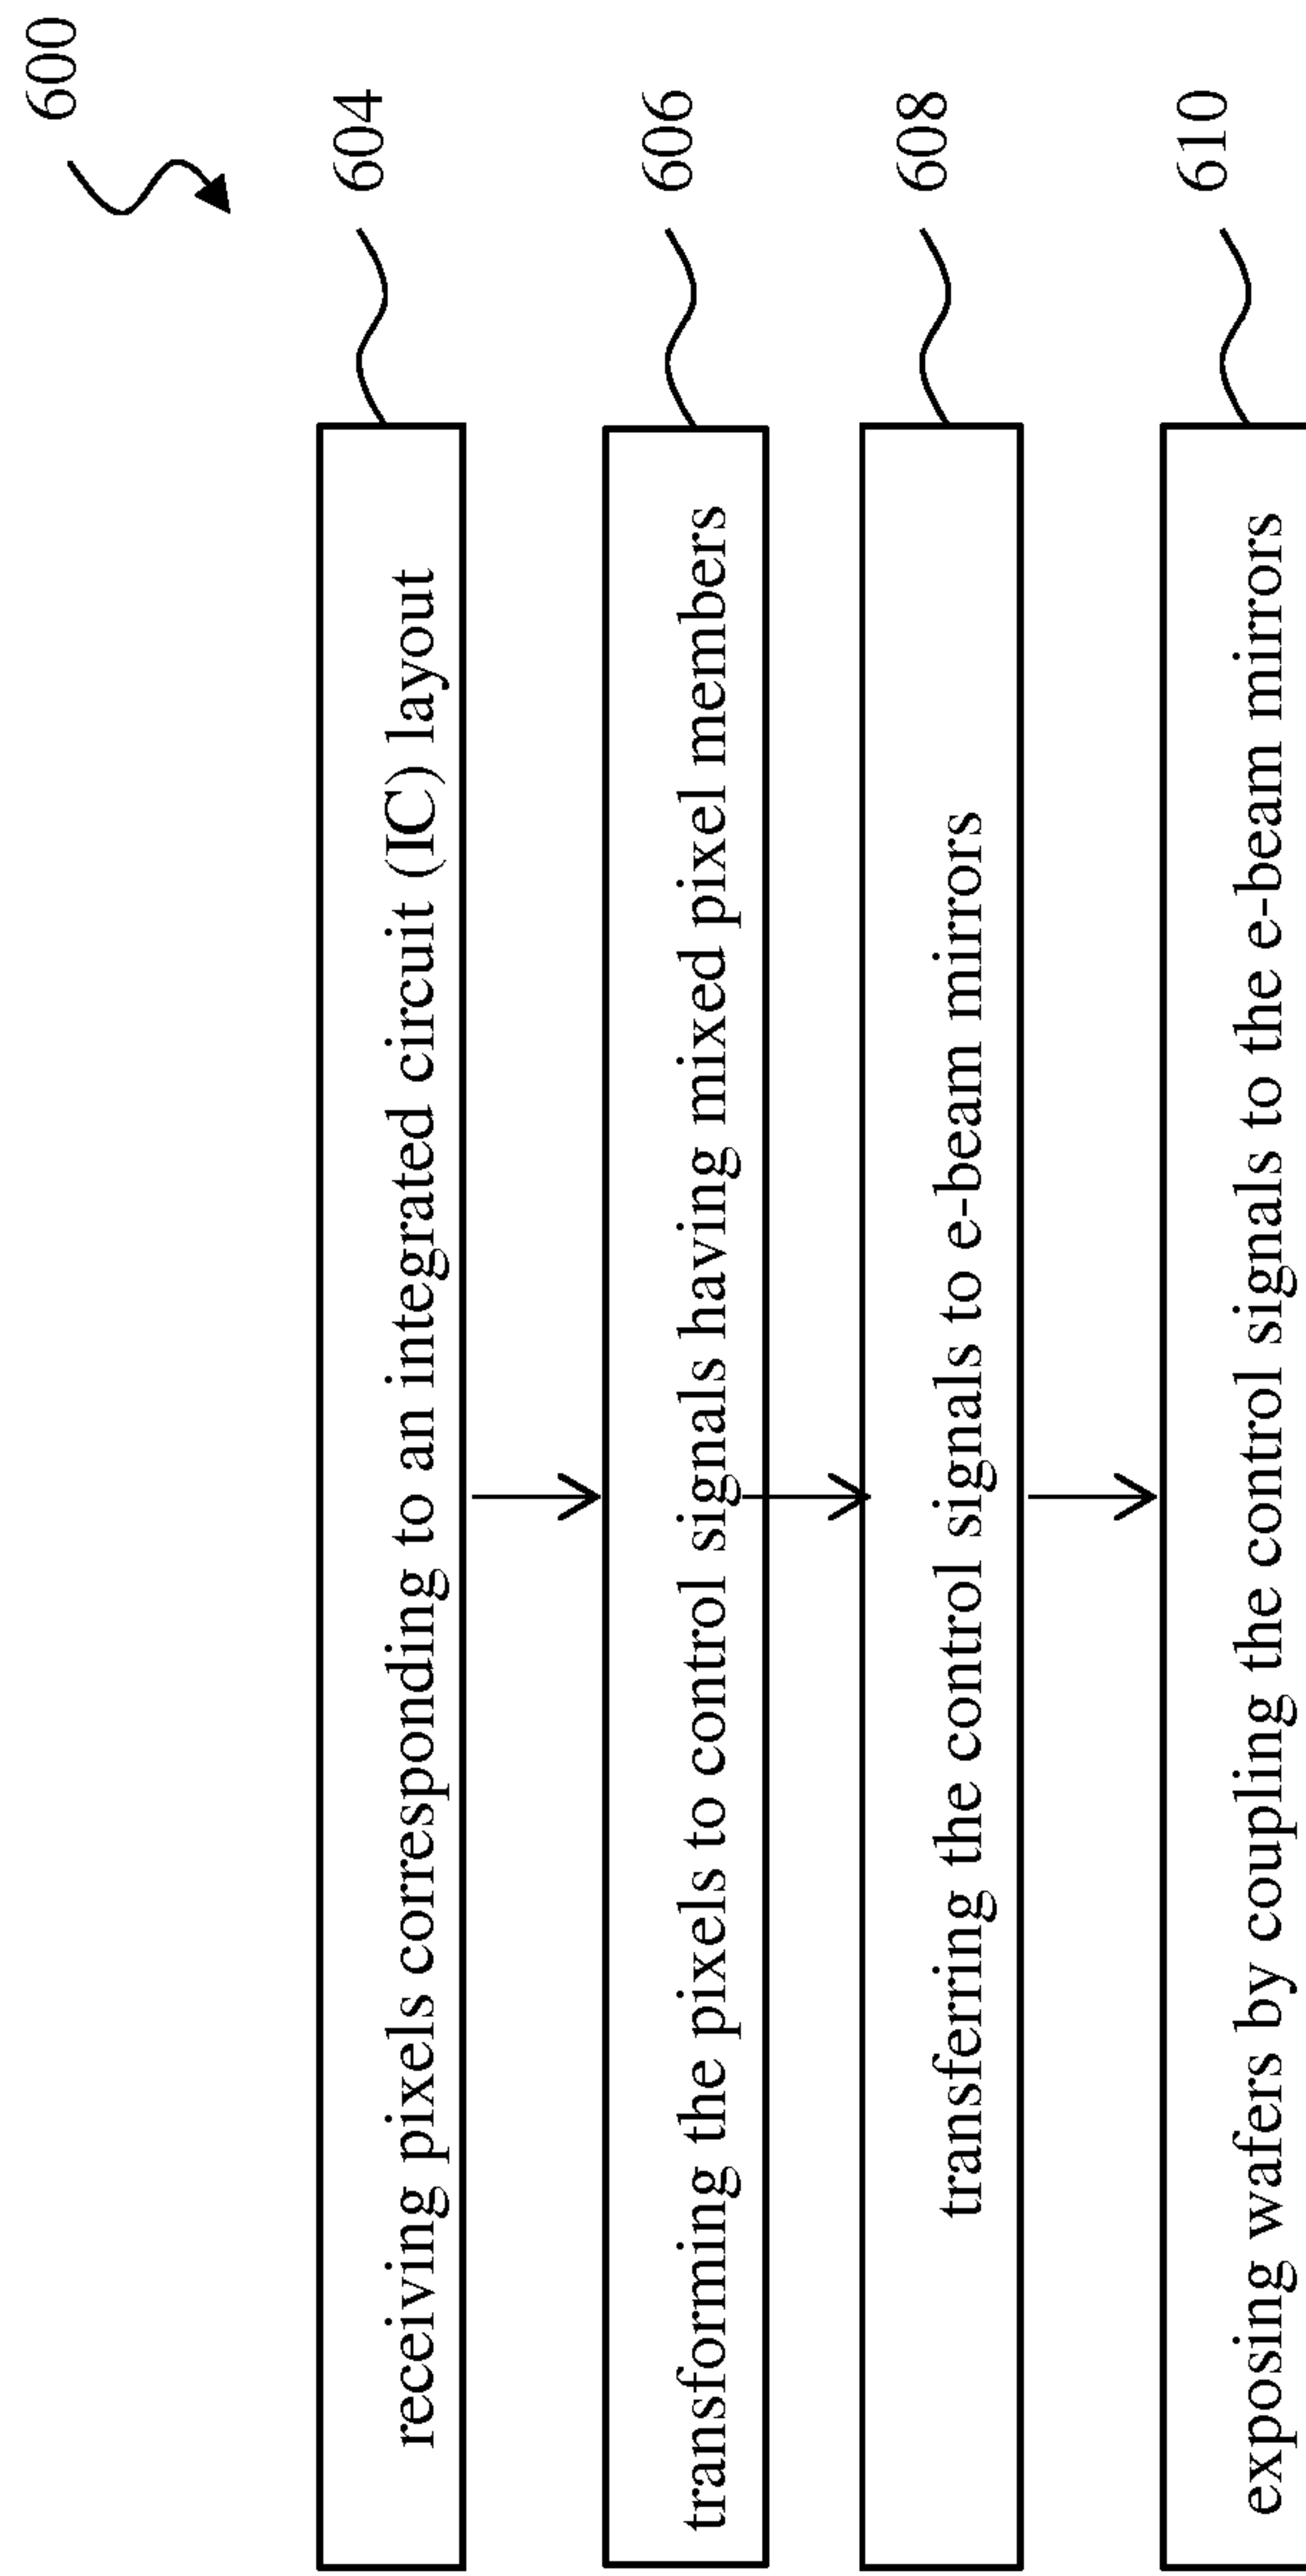 600
receiving pixels corresponding to an integrated circuit (IC) layout
604
transforming the pixels to control signals having mixed pixel members
606
transferring the control signals to e-beam mirrors
608
exposing wafers by coupling the control signals to the e-beam mirrors
610